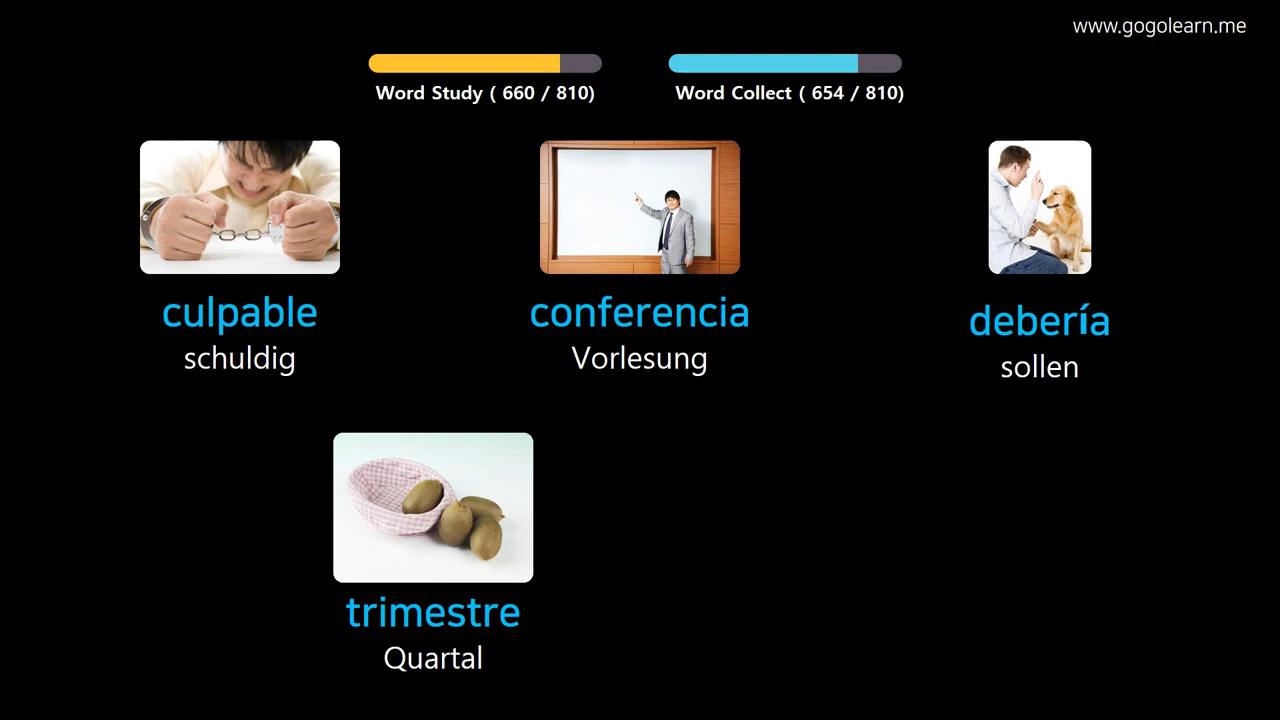 www.gogolearn.me
Word Study ( 660 / 810)
Word Collect ( 654 / 810)
culpable
schuldig
conferencia
Vorlesung
debería
sollen
trimestre
Quartal